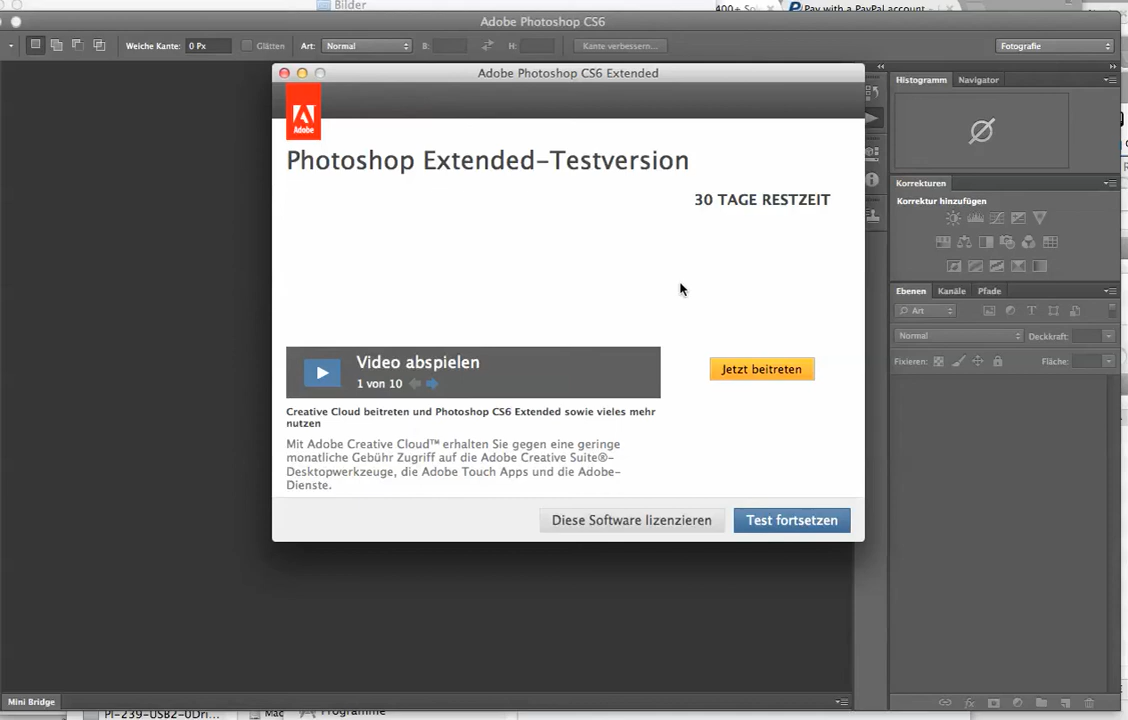 Bilder
400+
Pay with a PayPal account
Adobe Photoshop CS6
Weiche Kante: 0 Px Glätten Art: Normal B: H: Kante verbessern... Fotografie
Adobe Photoshop CS6 Extended
Adobe
Photoshop Extended-Testversion
30 TAGE RESTZEIT
Video abspielen
1 von 10
Jetzt beitreten
Creative Cloud beitreten und Photoshop CS6 Extended sowie vieles mehr
nutzen
Mit Adobe Creative Cloud™ erhalten Sie gegen eine geringe
monatliche Gebühr Zugriff auf die Adobe Creative Suite®-
Desktopwerkzeuge, die Adobe Touch Apps und die Adobe-
Dienste.
Diese Software lizenzieren Test fortsetzen
Histogramm Navigator
Korrekturen
Korrektur hinzufügen
Ebenen Kanäle Pfade
Art
Normal Deckkraft:
Fixieren: Fläche:
Mini Bridge
Programme